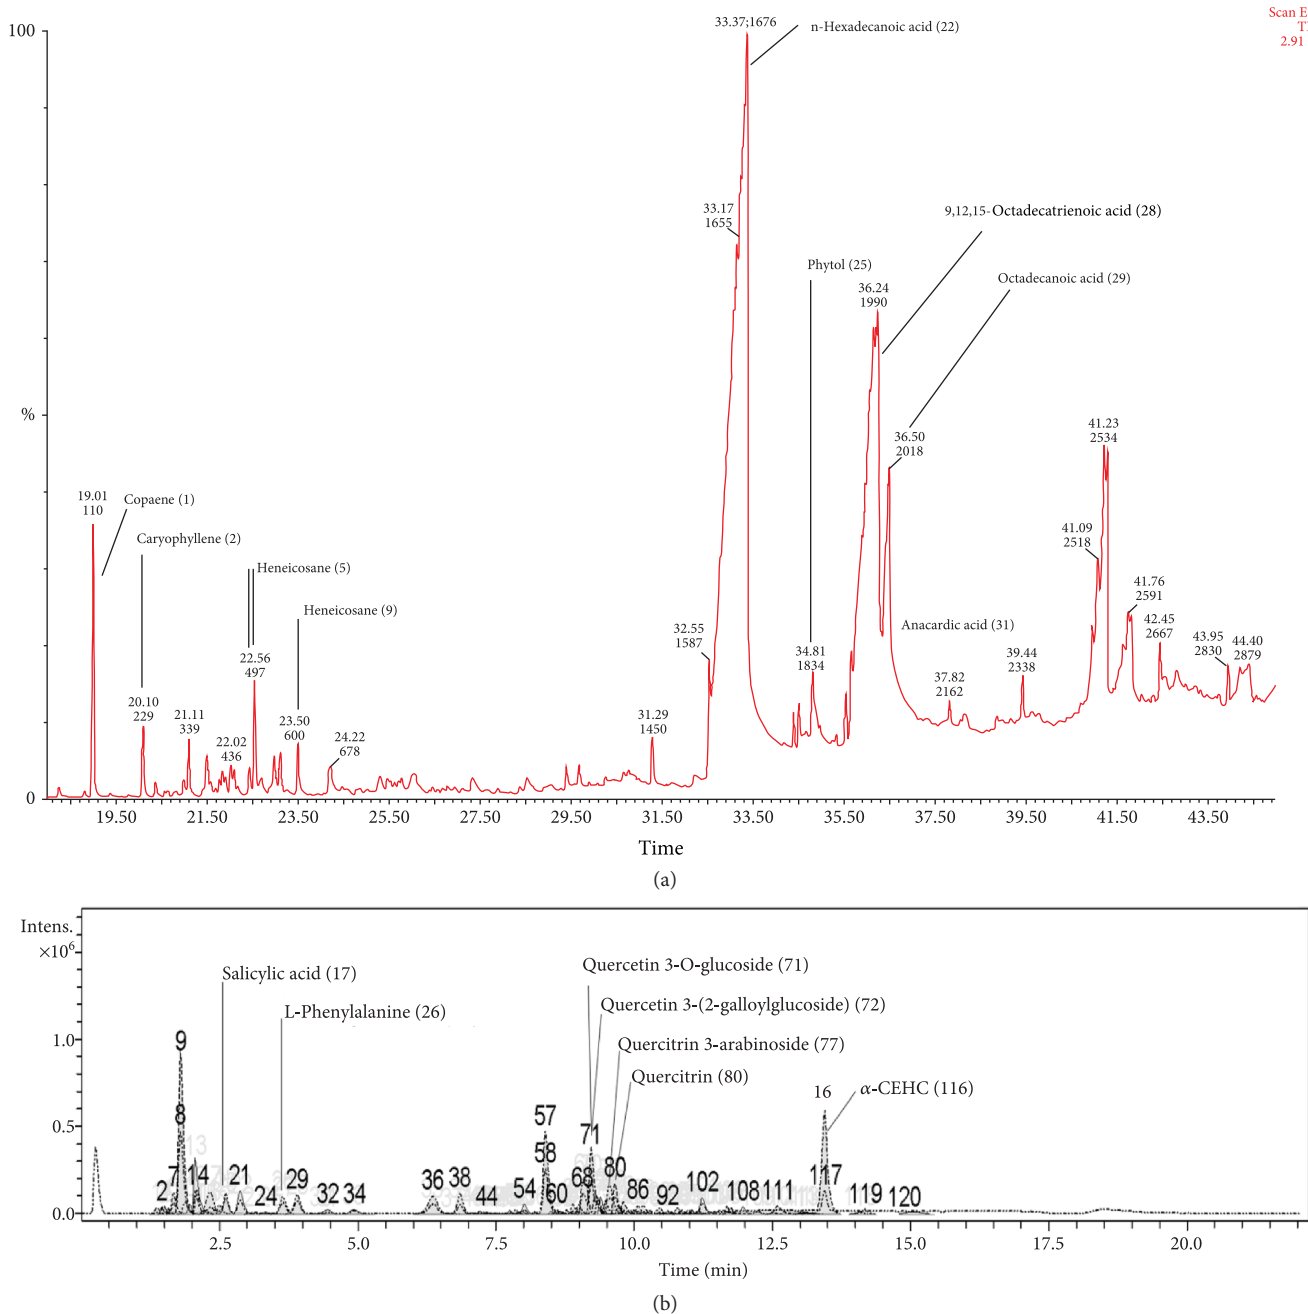 100
33.37;1676
n-Hexadecanoic acid (22)
Scan E
T
2.91
33.17
1655
9,12,15-Octadecatrienoic acid (28)
Phytol (25)
Octadecanoic acid (29)
36.24
1990
%
36.50
2018
41.23
2534
19.01
110
Copaene (1)
Caryophyllene (2)
Heneicosane (5)
Heneicosane (9)
41.09
2518
41.76
2591
32.55
1587
Anacardic acid (31)
42.45
2667
22.56
497
34.81
1834
39.44
2338
43.95
2830
44.40
2879
20.10
229
21.11
339
23.50
600
22.02
436
24.22
678
31.29
1450
37.82
2162
0
19.50 21.50 23.50 25.50 27.50 29.50 31.50 33.50 35.50 37.50 39.50 41.50 43.50
Time
(a)
Intens.
×10⁶
Salicylic acid (17)
L-Phenylalanine (26)
Quercetin 3-O-glucoside (71)
Quercetin 3-(2-galloylglucoside) (72)
Quercitrin 3-arabinoside (77)
Quercitrin (80)
α-CEHC (116)
1.0
0.5
0.0
9
8
13
16
57
58
71
2 7 14 21 24 29 32 34 36 38 44 54 60 68 80 86 92 102 108 111 117 119 120
2.5 5.0 7.5 10.0 12.5 15.0 17.5 20.0
Time (min)
(b)